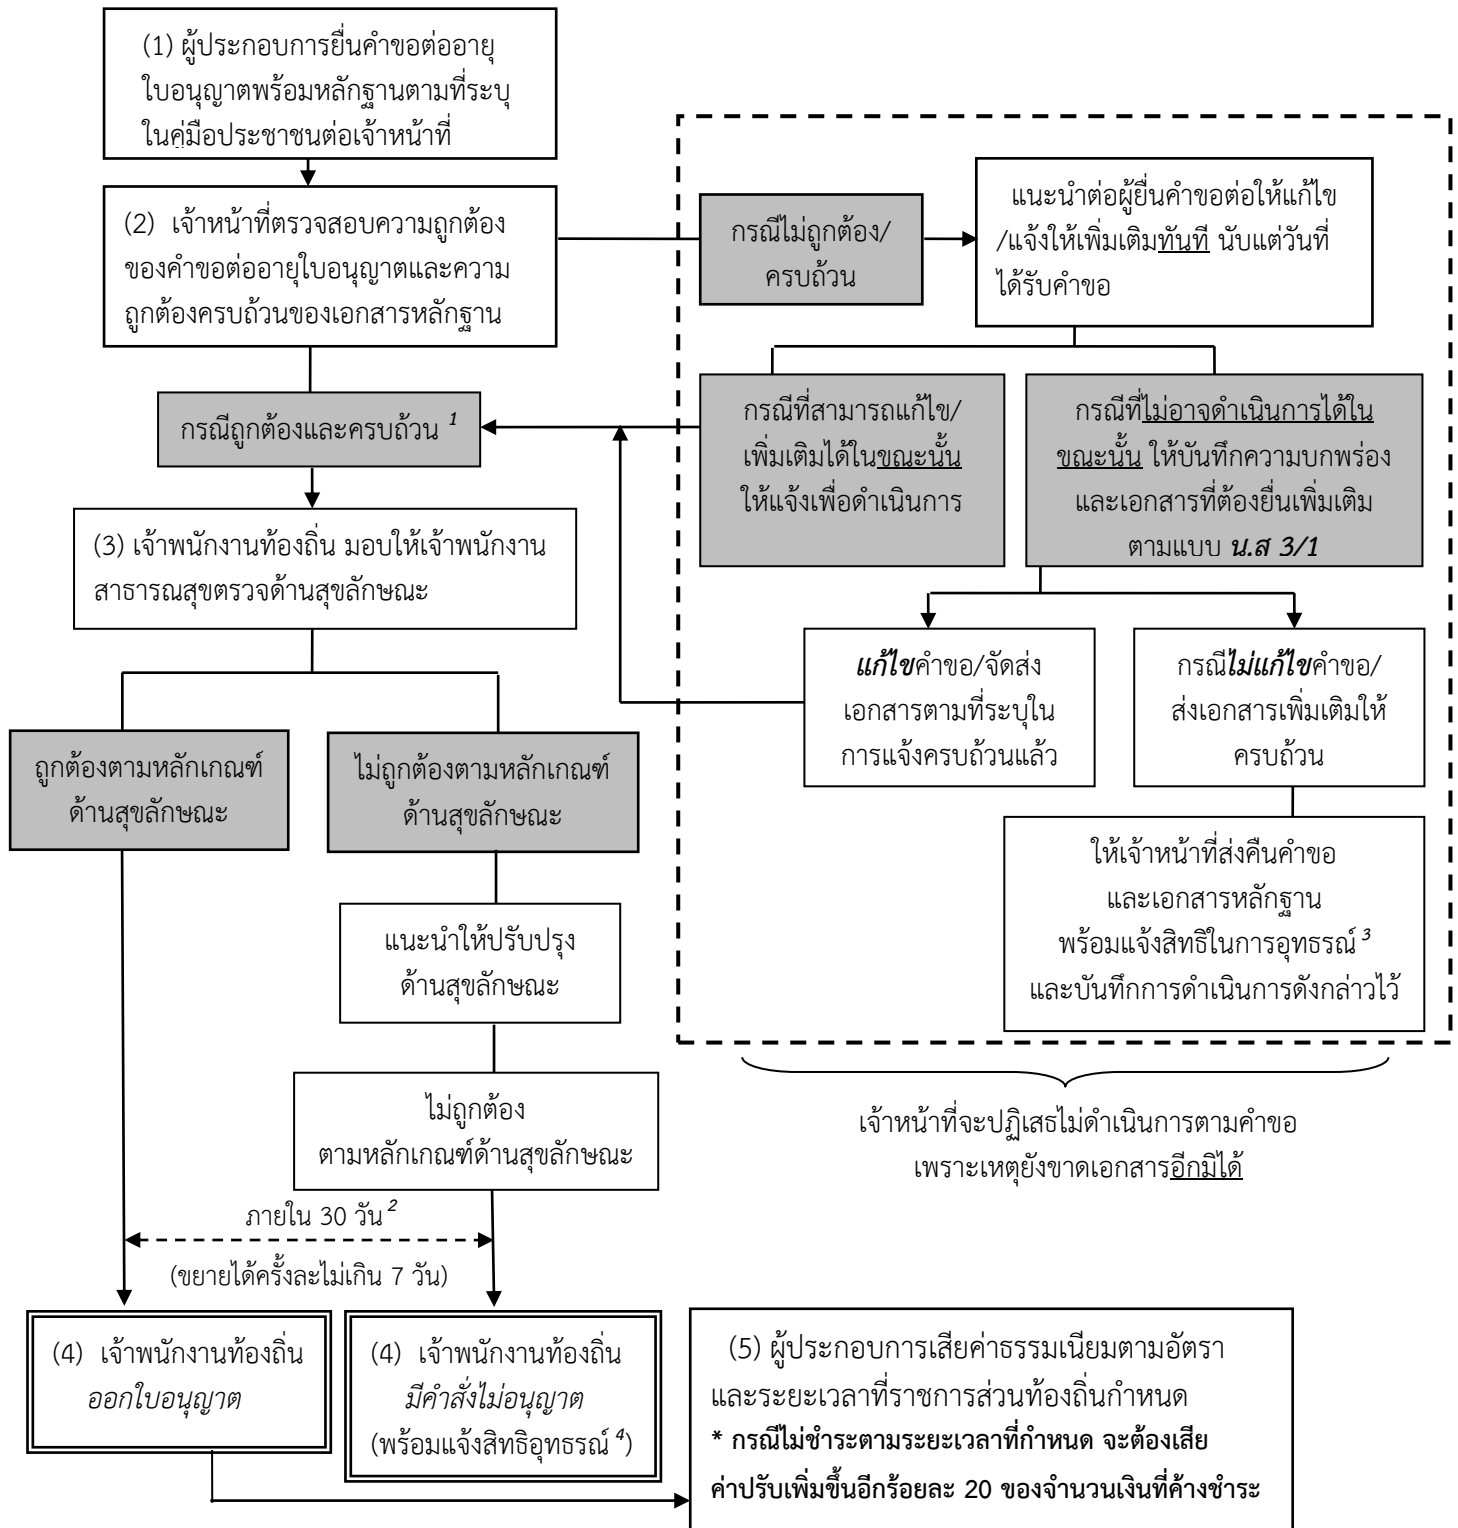 (1) ผู้ประกอบการยื่นคำขอต่ออายุ
ใบอนุญาตพร้อมหลักฐานตามที่ระบุ
ในคู่มือประชาชนต่อเจ้าหน้าที่
(2) เจ้าหน้าที่ตรวจสอบความถูกต้อง
ของคำขอต่ออายุใบอนุญาตและความ
ถูกต้องครบถ้วนของเอกสารหลักฐาน
กรณีไม่ถูกต้อง/
ครบถ้วน
แนะนำต่อผู้ยื่นคำขอต่อให้แก้ไข
/แจ้งให้เพิ่มเติมทันที นับแต่วันที่
ได้รับคำขอ
กรณีถูกต้องและครบถ้วน 1
กรณีที่สามารถแก้ไข/
เพิ่มเติมได้ในขณะนั้น
ให้แจ้งเพื่อดำเนินการ
กรณีที่ไม่อาจดำเนินการได้ใน
ขณะนั้น ให้บันทึกความบกพร่อง
และเอกสารที่ต้องยื่นเพิ่มเติม
ตามแบบ น.ส 3/1
(3) เจ้าพนักงานท้องถิ่น มอบให้เจ้าพนักงาน
สาธารณสุขตรวจด้านสุขลักษณะ
แก้ไขคำขอ/จัดส่ง
เอกสารตามที่ระบุใน
การแจ้งครบถ้วนแล้ว
กรณีไม่แก้ไขคำขอ/
ส่งเอกสารเพิ่มเติมให้
ครบถ้วน
ถูกต้องตามหลักเกณฑ์
ด้านสุขลักษณะ
ไม่ถูกต้องตามหลักเกณฑ์
ด้านสุขลักษณะ
ให้เจ้าหน้าที่ส่งคืนคำขอ
และเอกสารหลักฐาน
พร้อมแจ้งสิทธิในการอุทธรณ์ 3
และบันทึกการดำเนินการดังกล่าวไว้
แนะนำให้ปรับปรุง
ด้านสุขลักษณะ
ไม่ถูกต้อง
ตามหลักเกณฑ์ด้านสุขลักษณะ
เจ้าหน้าที่จะปฏิเสธไม่ดำเนินการตามคำขอ
เพราะเหตุยังขาดเอกสารอีกมิได้
ภายใน 30 วัน 2
(ขยายได้ครั้งละไม่เกิน 7 วัน)
(4) เจ้าพนักงานท้องถิ่น
ออกใบอนุญาต
(4) เจ้าพนักงานท้องถิ่น
มีคำสั่งไม่อนุญาต
(พร้อมแจ้งสิทธิอุทธรณ์ 4)
(5) ผู้ประกอบการเสียค่าธรรมเนียมตามอัตรา
และระยะเวลาที่ราชการส่วนท้องถิ่นกำหนด
* กรณีไม่ชำระตามระยะเวลาที่กำหนด จะต้องเสีย
ค่าปรับเพิ่มขึ้นอีกร้อยละ 20 ของจำนวนเงินที่ค้างชำระ